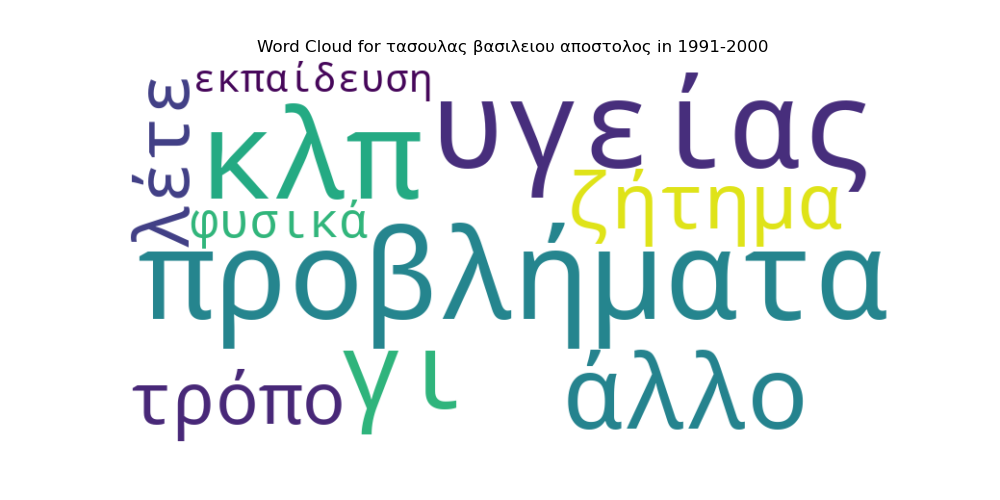 Word Cloud for τασουλας βασιλειου αποστολος in 1991-2000
εκπαίδευση
λέτε
κλπ
υγείας
ζήτημα
φυσικά
προβλήματα
τρόπο
γι
άλλο